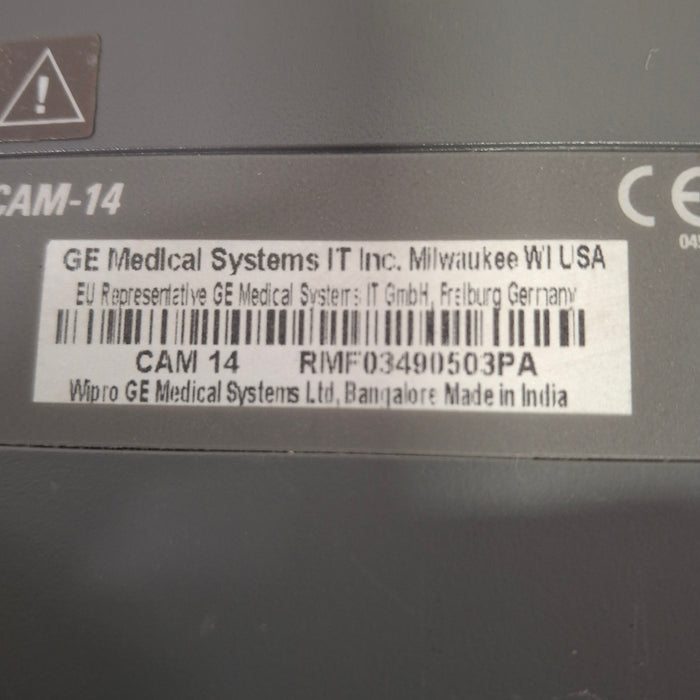 CAM-14
CE
GE Medical Systems IT Inc. Milwaukee WI USA
EU Representative GE Medical Systems IT GmbH, Freiburg Germany
CAM 14 RMF03490503PA
Wipro GE Medical Systems Ltd, Bangalore Made in India